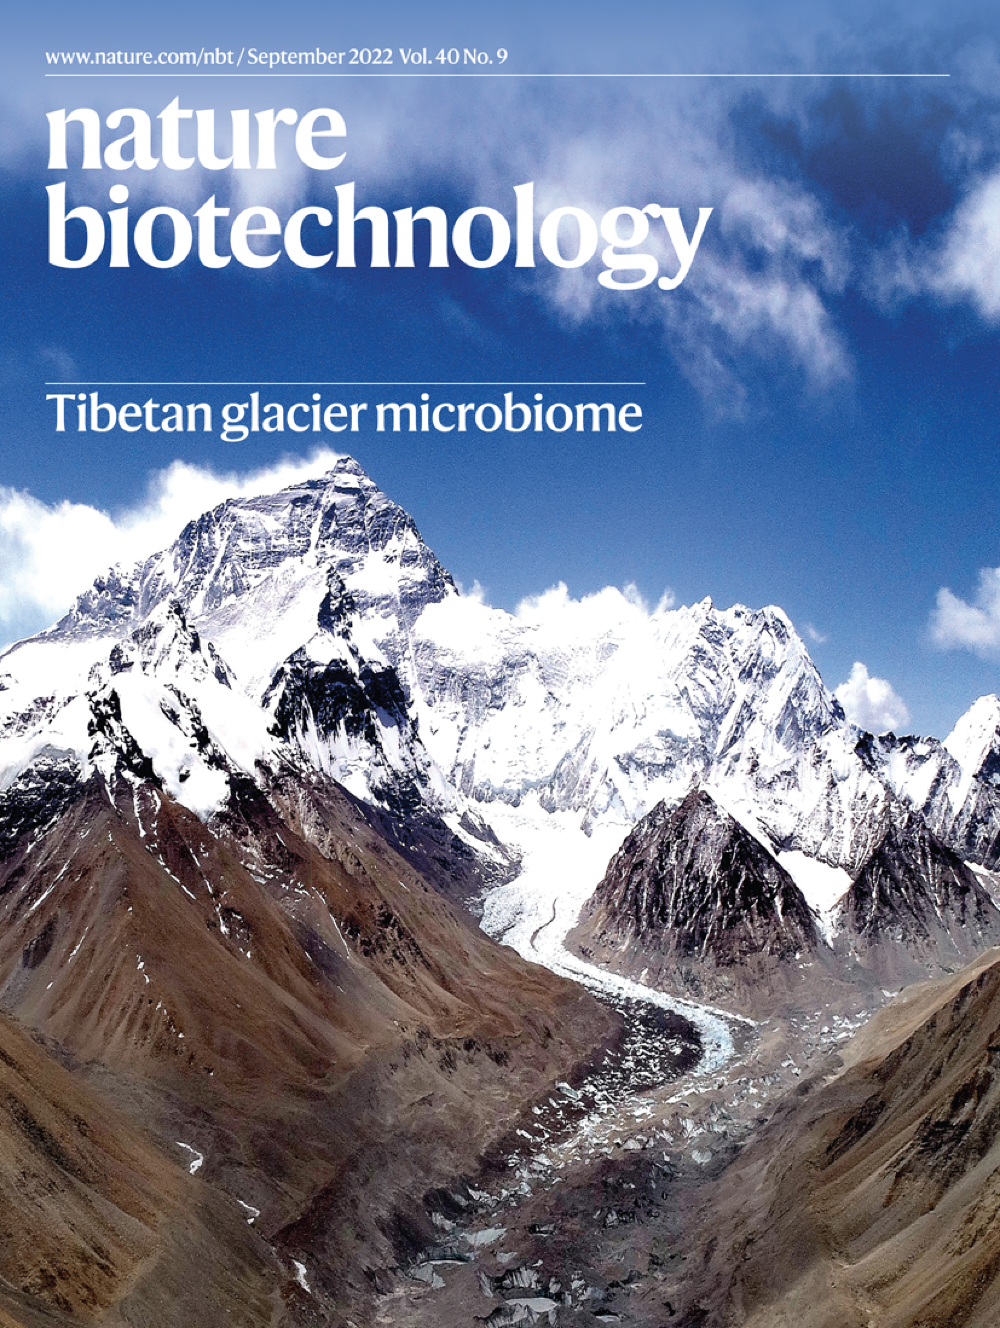 www.nature.com/nbt / September 2022 Vol. 40 No. 9
nature
biotechnology
Tibetan glacier microbiome